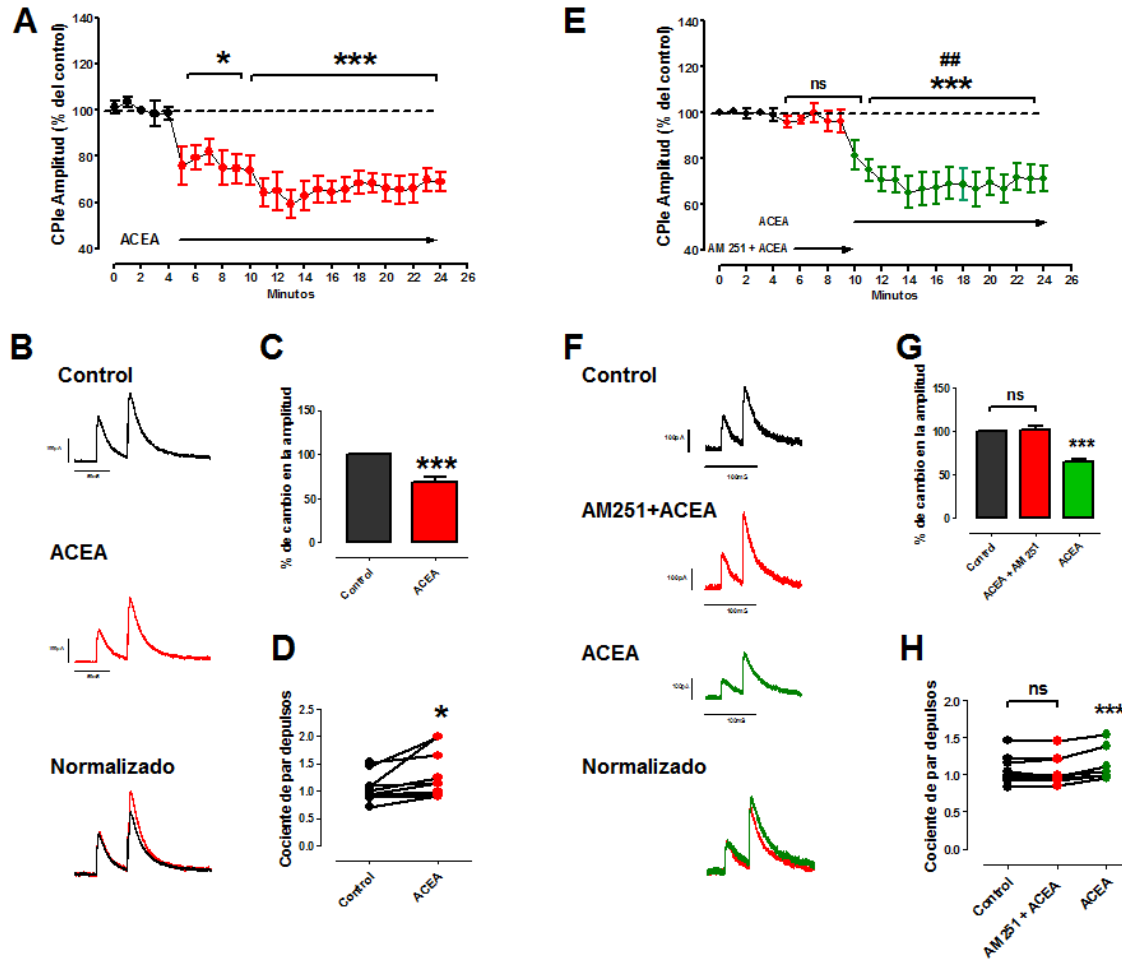 A
CPIe Amplitud (% del control)
140
120
100
80
60
40
*
***
ACEA
0 2 4 6 8 10 12 14 16 18 20 22 24 26
Minutos
E
CPIe Amplitud (% del control)
140
120
100
80
60
40
ns
##
***
ACEA
AM 251 + ACEA
0 2 4 6 8 10 12 14 16 18 20 22 24 26
Minutos
B
Control
ACEA
Normalizado
C
% de cambio en la amplitud
150
100
50
0
***
Control
ACEA
D
Cociente de par depulsos
2.5
2.0
1.5
1.0
0.5
0.0
*
Control
ACEA
F
Control
100pA
100mS
AM251+ACEA
100pA
100mS
ACEA
100pA
100mS
Normalizado
G
% de cambio en la amplitud
150
100
50
0
ns
***
Control
ACEA + AM 251
ACEA
H
Cociente de par depulsos
2.0
1.5
1.0
0.5
0.0
ns
***
Control
AM 251 + ACEA
ACEA